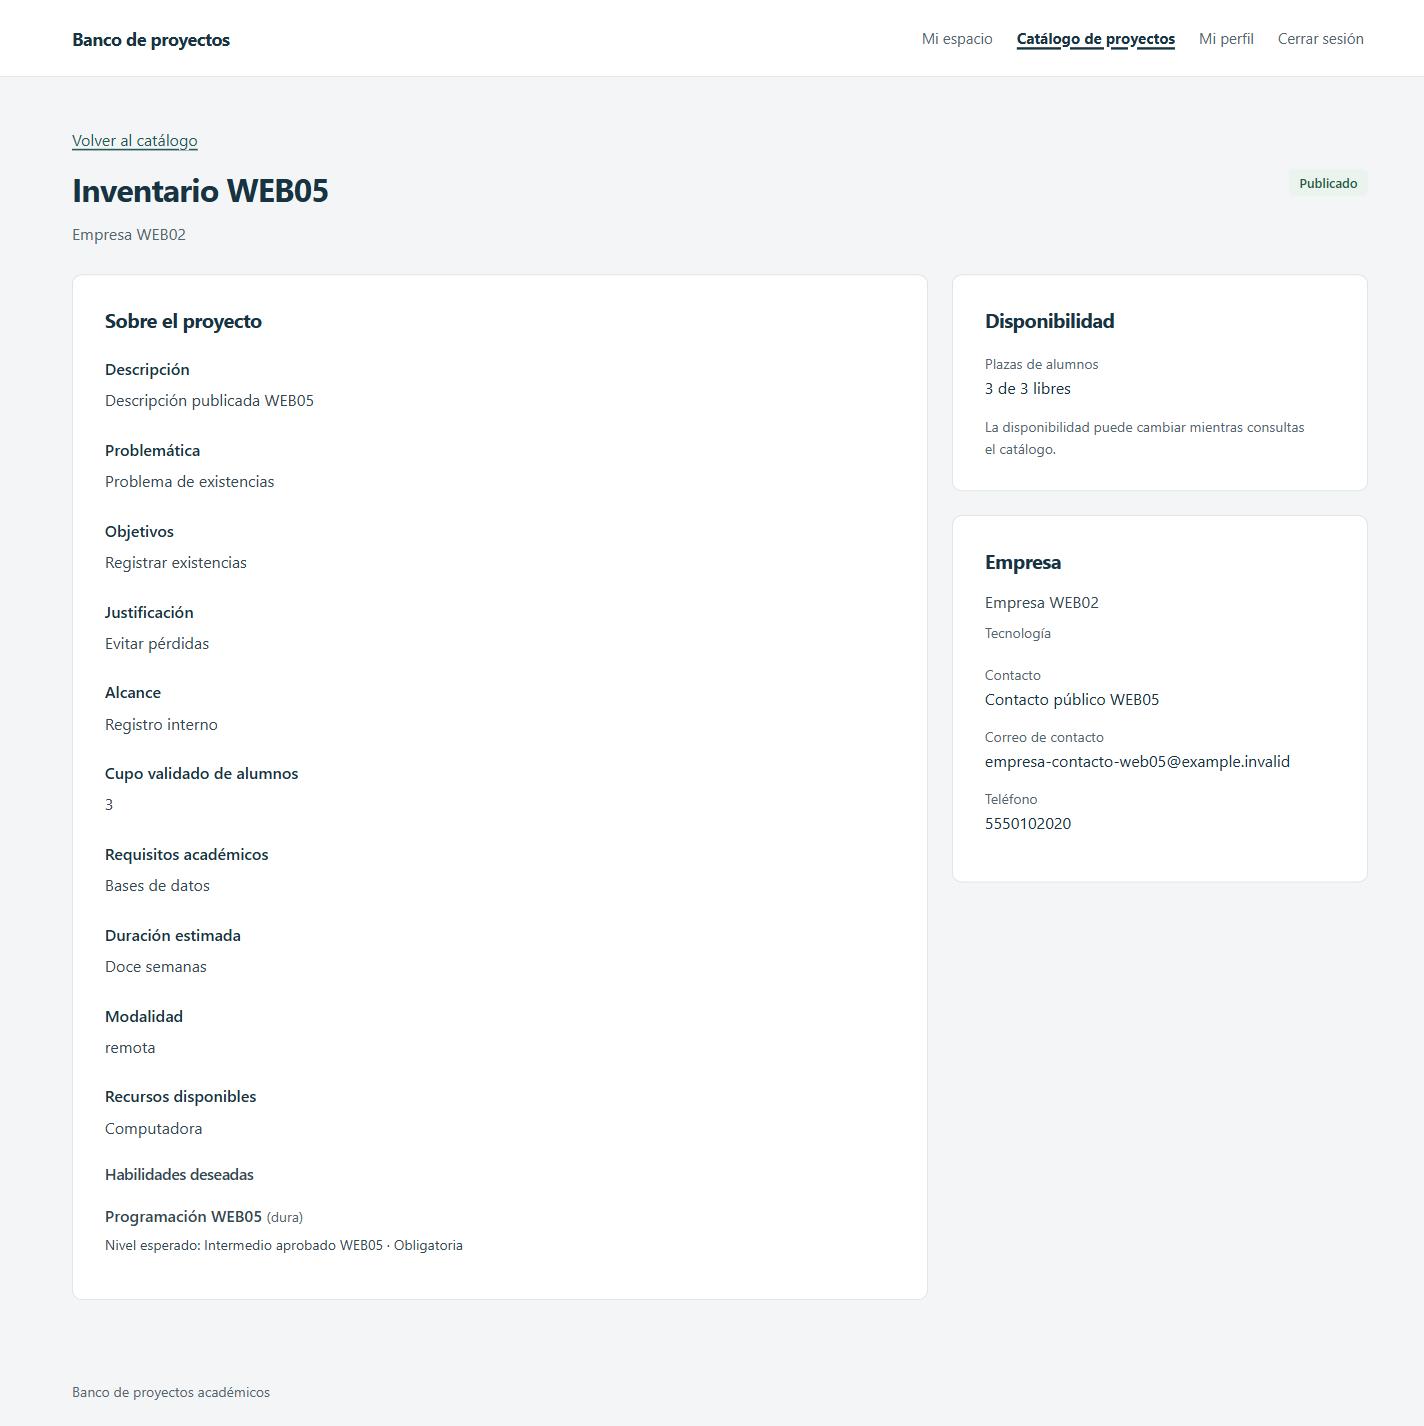 Banco de proyectos
Mi espacio
Catálogo de proyectos
Mi perfil
Cerrar sesión
Volver al catálogo
Inventario WEB05
Publicado
Empresa WEB02
Sobre el proyecto
Descripción
Descripción publicada WEB05
Problemática
Problema de existencias
Objetivos
Registrar existencias
Justificación
Evitar pérdidas
Alcance
Registro interno
Cupo validado de alumnos
3
Requisitos académicos
Bases de datos
Duración estimada
Doce semanas
Modalidad
remota
Recursos disponibles
Computadora
Habilidades deseadas
Programación WEB05 (dura)
Nivel esperado: Intermedio aprobado WEB05 · Obligatoria
Disponibilidad
Plazas de alumnos
3 de 3 libres
La disponibilidad puede cambiar mientras consultas
el catálogo.
Empresa
Empresa WEB02
Tecnología
Contacto
Contacto público WEB05
Correo de contacto
empresa-contacto-web05@example.invalid
Teléfono
5550102020
Banco de proyectos académicos